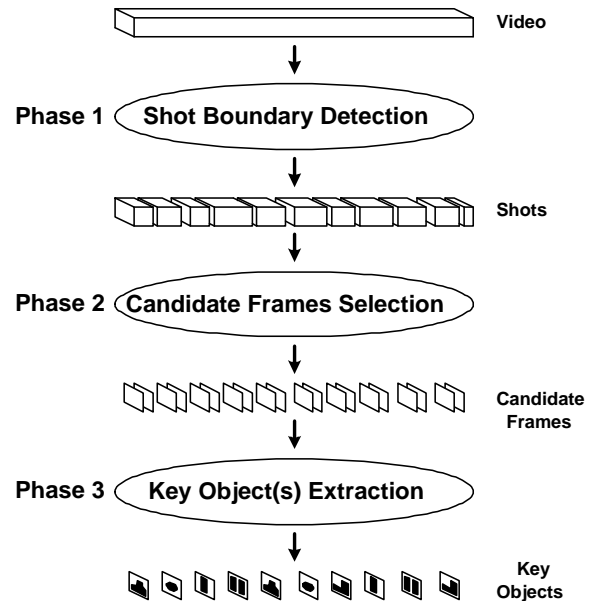 Video
Phase 1 Shot Boundary Detection
Shots
Phase 2 Candidate Frames Selection
Candidate
Frames
Phase 3 Key Object(s) Extraction
Key
Objects